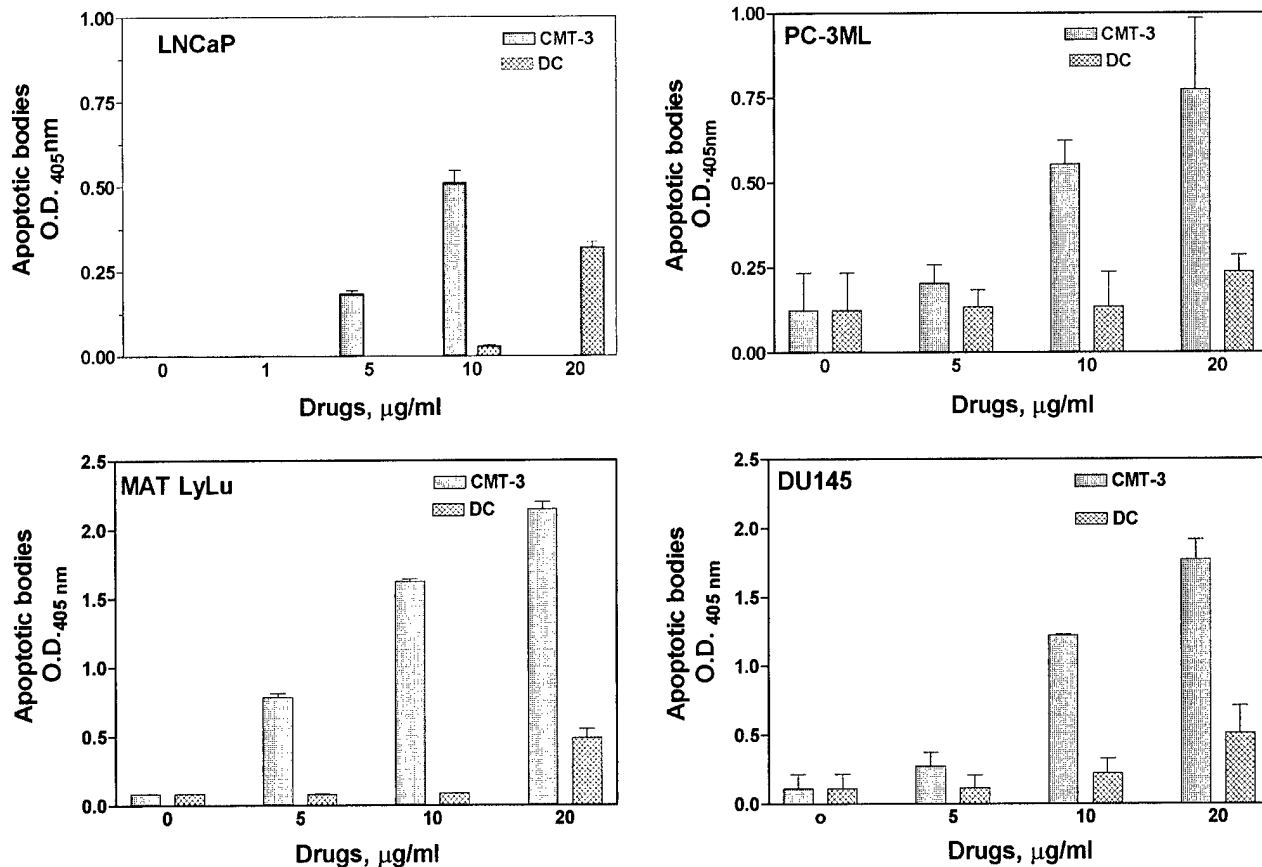 LNCaP
CMT-3
DC
1.00
0.75
0.50
0.25
0.00
Apoptotic bodies
O.D. 405nm
0 1 5 10 20
Drugs, μg/ml
PC-3ML
CMT-3
DC
1.00
0.75
0.50
0.25
0.00
Apoptotic bodies
O.D. 405nm
0 5 10 20
Drugs, μg/ml
MAT LyLu
CMT-3
DC
2.5
2.0
1.5
1.0
0.5
0.0
Apoptotic bodies
O.D. 405 nm
0 5 10 20
Drugs, μg/ml
DU145
CMT-3
DC
2.5
2.0
1.5
1.0
0.5
0.0
Apoptotic bodies
O.D. 405 nm
o 5 10 20
Drugs, μg/ml